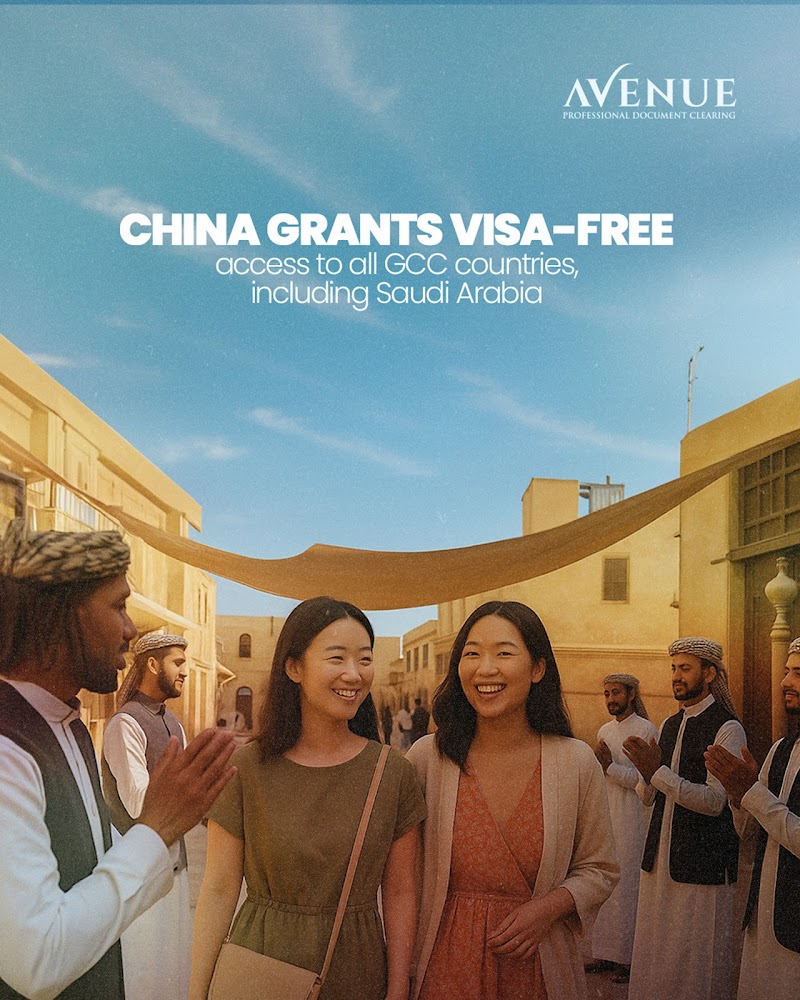 AVENUE
PROFESSIONAL DOCUMENT CLEARING
CHINA GRANTS VISA-FREE
access to all GCC countries,
including Saudi Arabia